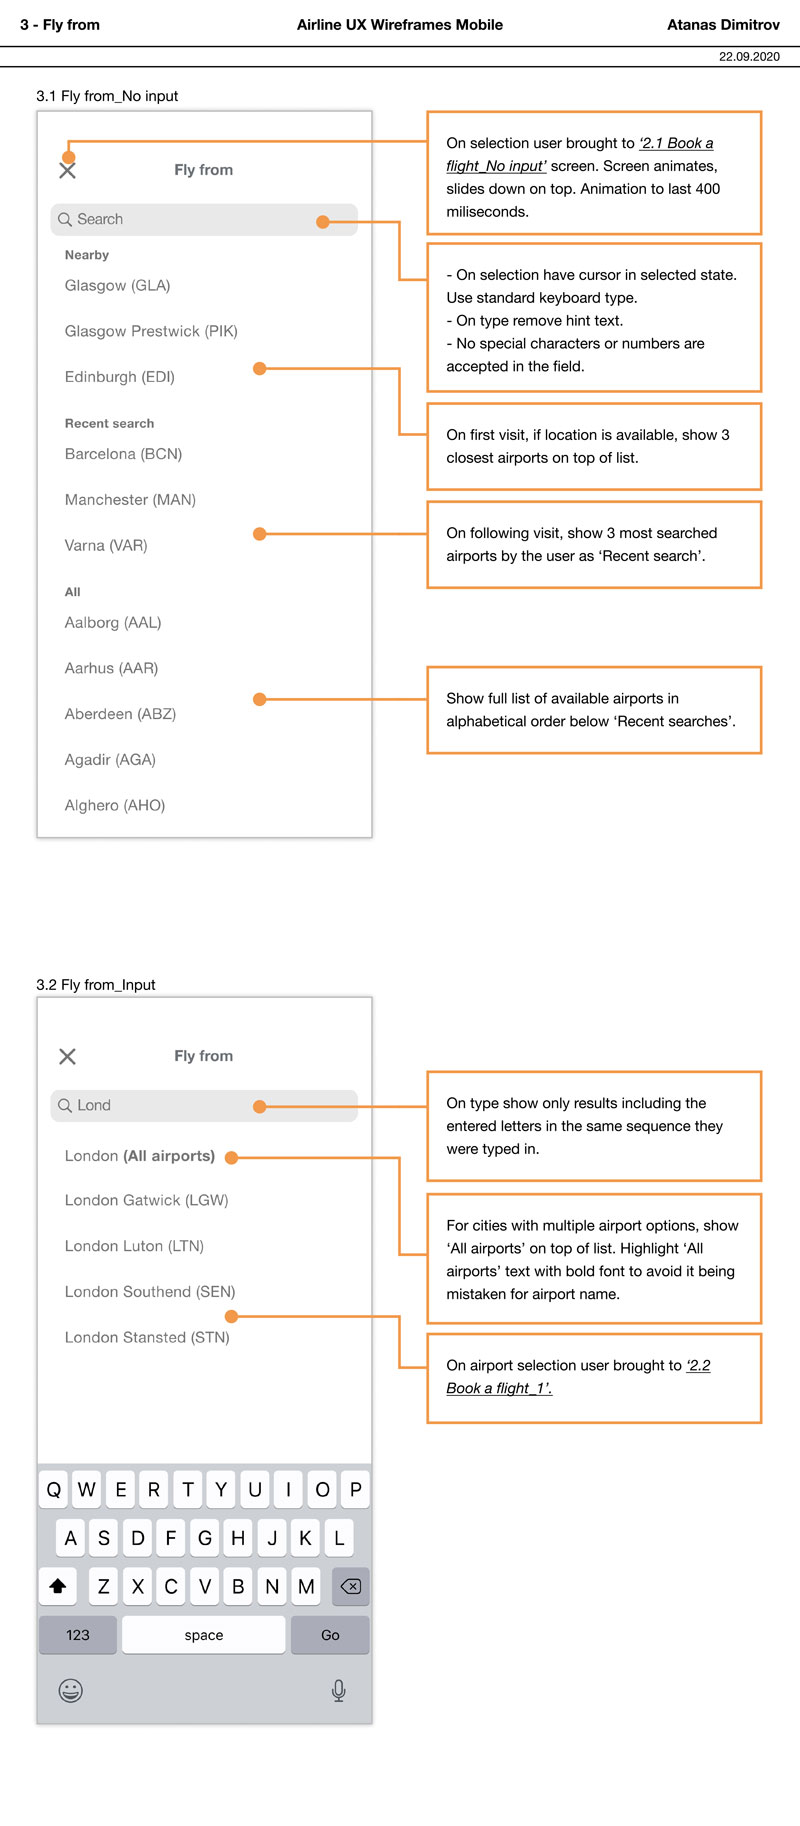 3 - Fly from
Airline UX Wireframes Mobile
Atanas Dimitrov
22.09.2020
3.1 Fly from_No input
Fly from
Search
Nearby
Glasgow (GLA)
Glasgow Prestwick (PIK)
Edinburgh (EDI)
Recent search
Barcelona (BCN)
Manchester (MAN)
Varna (VAR)
All
Aalborg (AAL)
Aarhus (AAR)
Aberdeen (ABZ)
Agadir (AGA)
Alghero (AHO)
On selection user brought to ‘2.1 Book a
flight_No input’ screen. Screen animates,
slides down on top. Animation to last 400
miliseconds.
- On selection have cursor in selected state.
Use standard keyboard type.
- On type remove hint text.
- No special characters or numbers are
accepted in the field.
On first visit, if location is available, show 3
closest airports on top of list.
On following visit, show 3 most searched
airports by the user as ‘Recent search’.
Show full list of available airports in
alphabetical order below ‘Recent searches’.
3.2 Fly from_Input
Fly from
Lond
London (All airports)
London Gatwick (LGW)
London Luton (LTN)
London Southend (SEN)
London Stansted (STN)
On type show only results including the
entered letters in the same sequence they
were typed in.
For cities with multiple airport options, show
‘All airports’ on top of list. Highlight ‘All
airports’ text with bold font to avoid it being
mistaken for airport name.
On airport selection user brought to ‘2.2
Book a flight_1’.
Q W E R T Y U I O P
A S D F G H J K L
Z X C V B N M
123 space Go